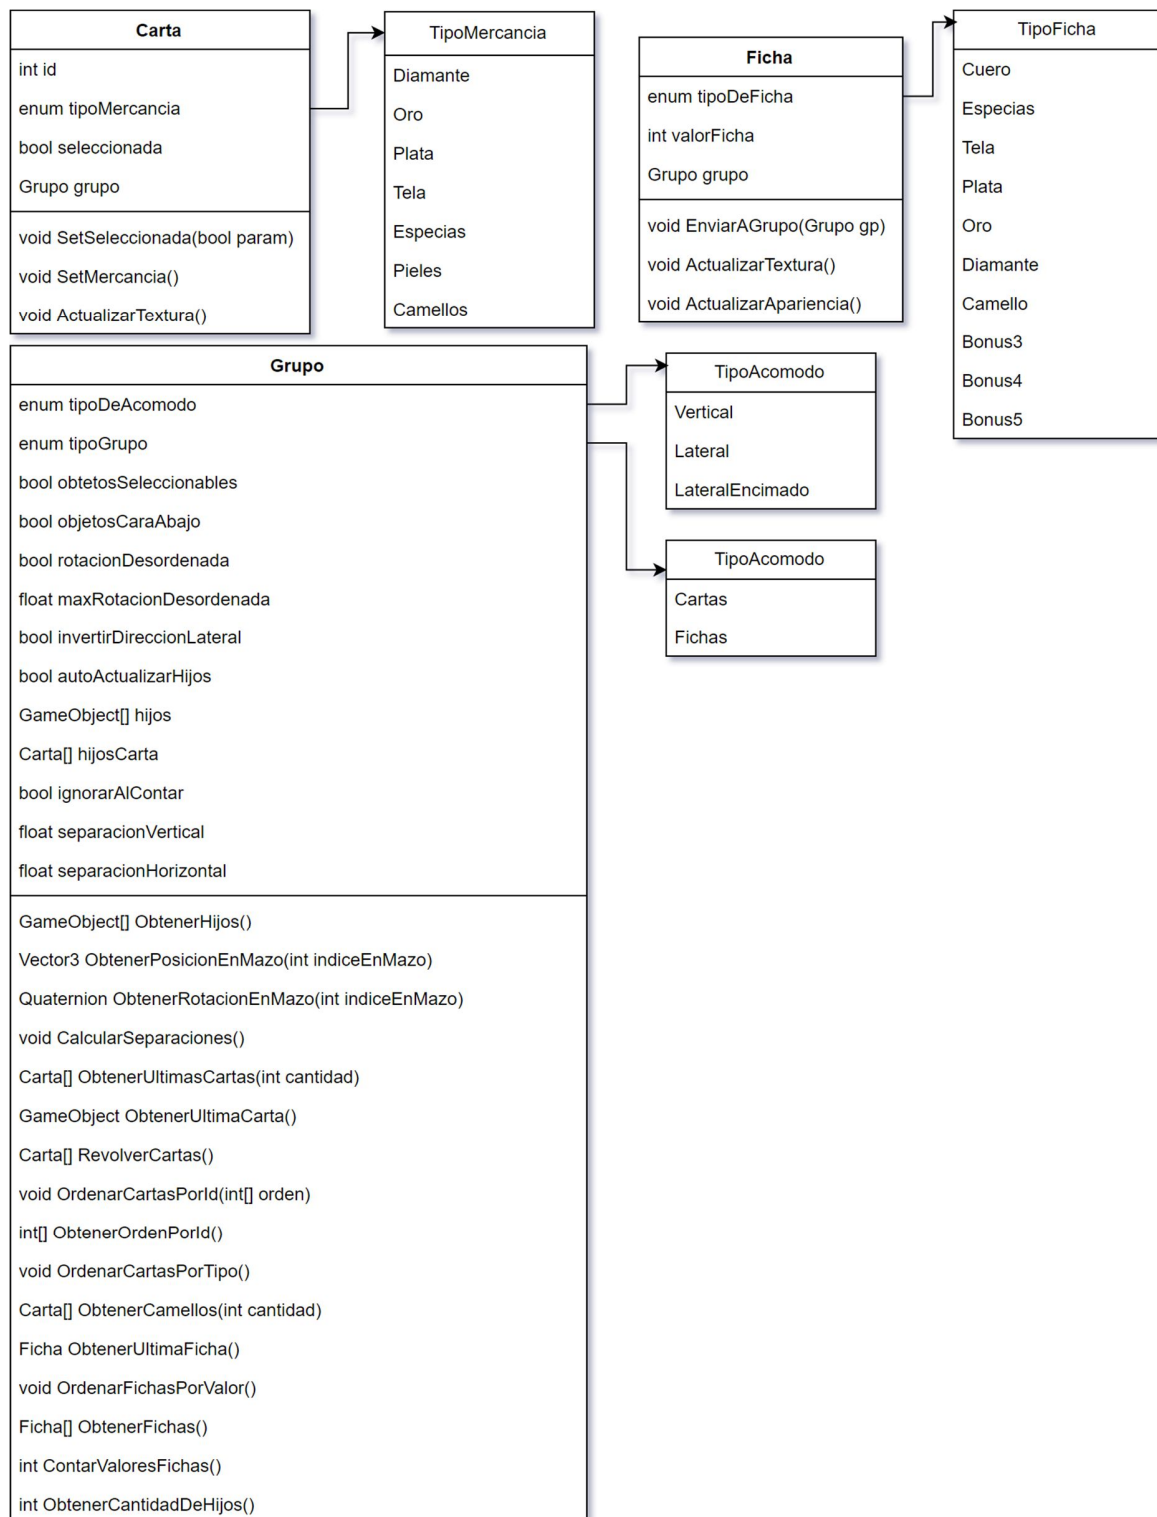 Carta
int id
enum tipoMercancia
bool seleccionada
Grupo grupo
void SetSeleccionada(bool param)
void SetMercancia()
void ActualizarTextura()
TipoMercancia
Diamante
Oro
Plata
Tela
Especias
Pieles
Camellos
Ficha
enum tipoDeFicha
int valorFicha
Grupo grupo
void EnviarAGrupo(Grupo gp)
void ActualizarTextura()
void ActualizarApariencia()
TipoFicha
Cuero
Especias
Tela
Plata
Oro
Diamante
Camello
Bonus3
Bonus4
Bonus5
Grupo
enum tipoDeAcomodo
enum tipoGrupo
bool obtetosSeleccionables
bool objetosCaraAbajo
bool rotacionDesordenada
float maxRotacionDesordenada
bool invertirDireccionLateral
bool autoActualizarHijos
GameObject[] hijos
Carta[] hijosCarta
bool ignorarAlContar
float separacionVertical
float separacionHorizontal
GameObject[] ObtenerHijos()
Vector3 ObtenerPosicionEnMazo(int indiceEnMazo)
Quaternion ObtenerRotacionEnMazo(int indiceEnMazo)
void CalcularSeparaciones()
Carta[] ObtenerUltimasCartas(int cantidad)
GameObject ObtenerUltimaCarta()
Carta[] RevolverCartas()
void OrdenarCartasPorId(int[] orden)
int[] ObtenerOrdenPorId()
void OrdenarCartasPorTipo()
Carta[] ObtenerCamellos(int cantidad)
Ficha ObtenerUltimaFicha()
void OrdenarFichasPorValor()
Ficha[] ObtenerFichas()
int ContarValoresFichas()
int ObtenerCantidadDeHijos()
TipoAcomodo
Vertical
Lateral
LateralEncimado
TipoAcomodo
Cartas
Fichas